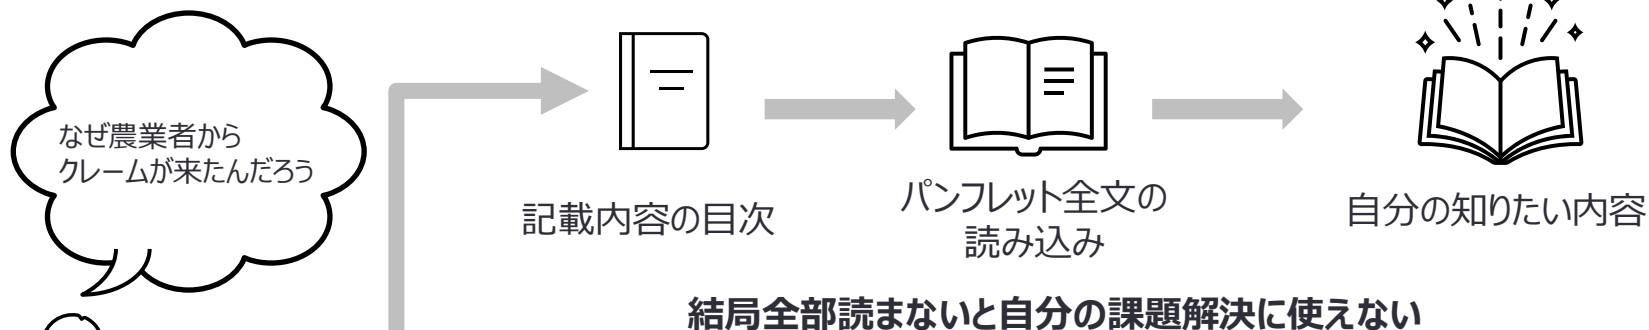 なぜ農業者から
クレームが来たんだろう
記載内容の目次
パンフレット全文の
読み込み
自分の知りたい内容
結局全部読まないと自分の課題解決に使えない